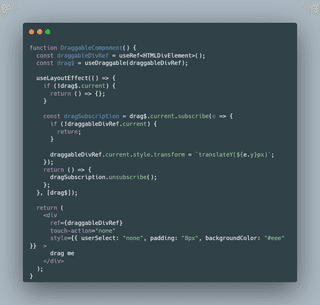 function DraggableComponent() {
const draggableDivRef = useRef<HTMLDivElement>();
const drag$ = useDraggable(draggableDivRef);
useLayoutEffect(() => {
if (!drag$.current) {
return () => {};
}
const dragSubscription = drag$.current.subscribe(e => {
if (!draggableDivRef.current) {
return;
}
draggableDivRef.current.style.transform = `translateY(${e.y}px)`;
});
return () => {
dragSubscription.unsubscribe();
};
}, [drag$]);
return (
<div
ref={draggableDivRef}
touch-action="none"
style={{ userSelect: "none", padding: "8px", backgroundColor: "#eee"
}} >
drag me
</div>
);
}